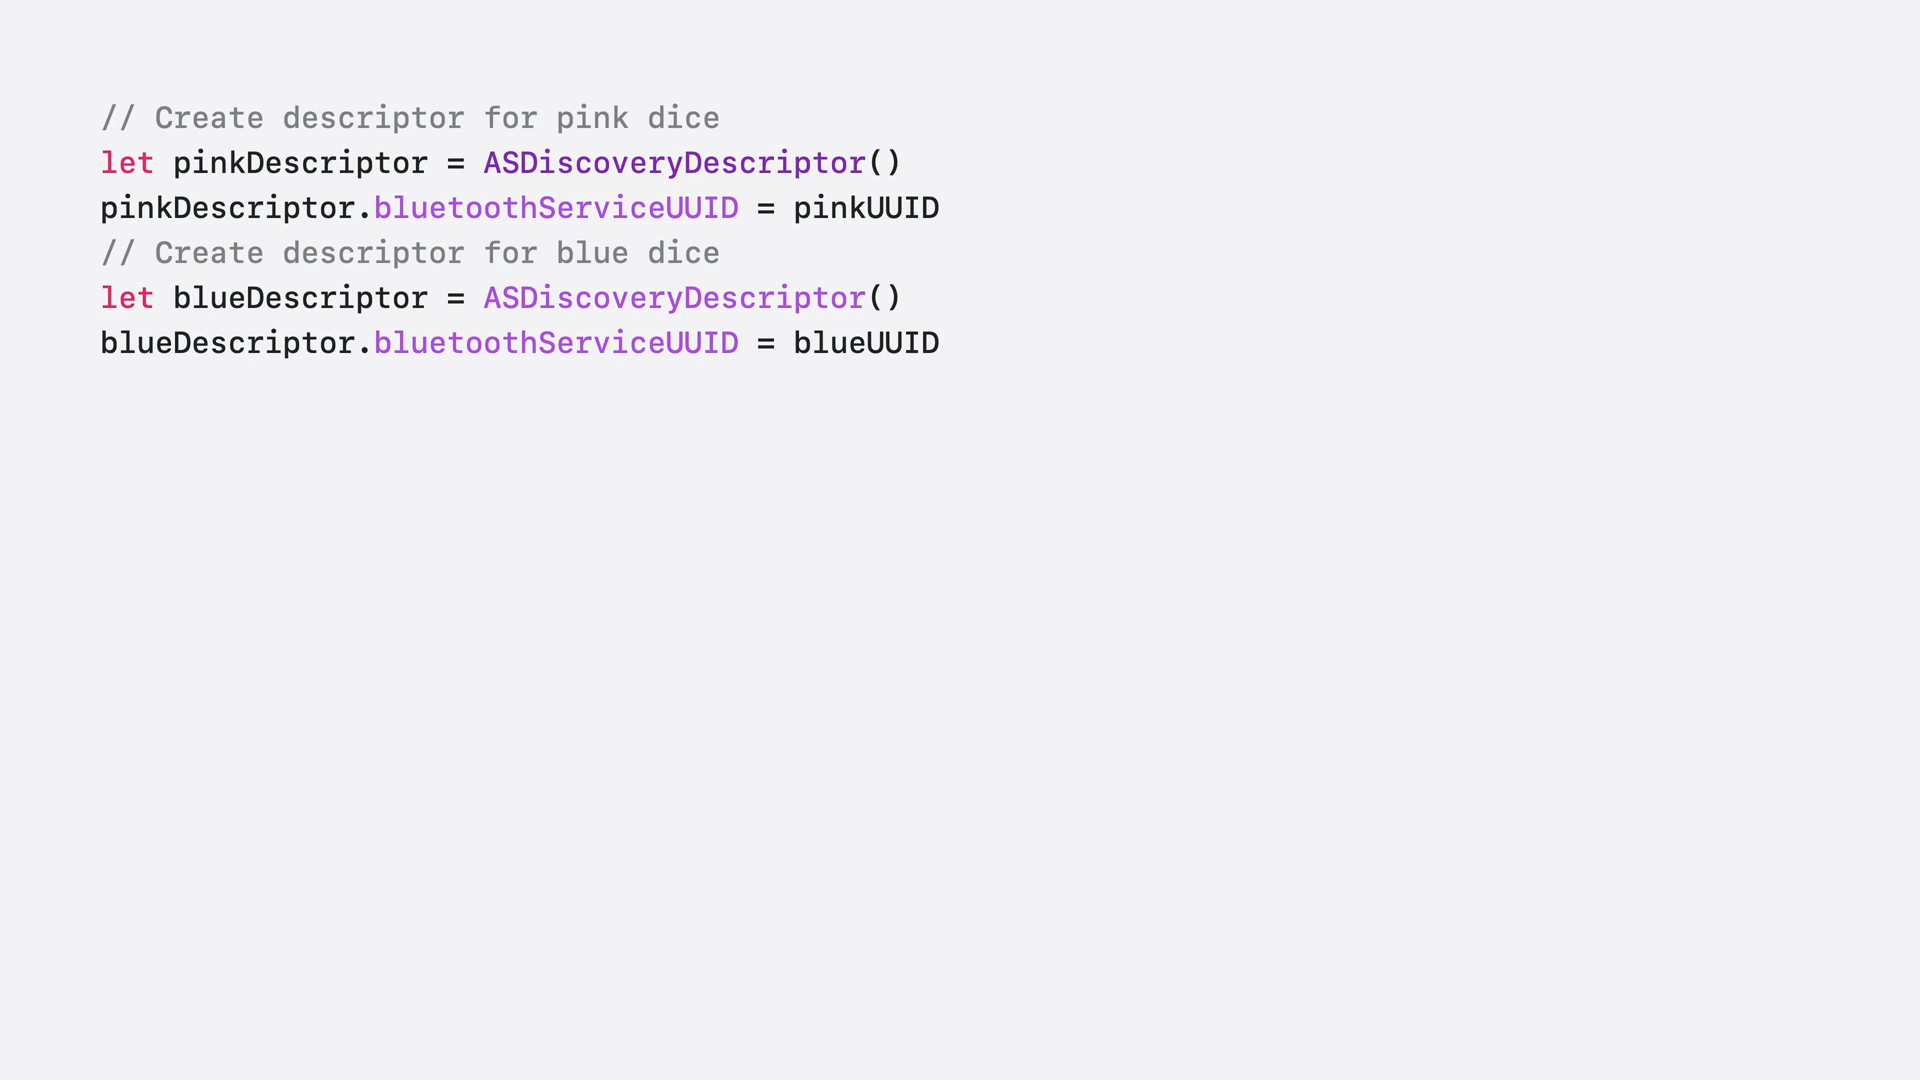 // Create descriptor for pink dice
let pinkDescriptor = ASDiscoveryDescriptor()
pinkDescriptor.bluetoothServiceUUID = pinkUUID
// Create descriptor for blue dice
let blueDescriptor = ASDiscoveryDescriptor()
blueDescriptor.bluetoothServiceUUID = blueUUID